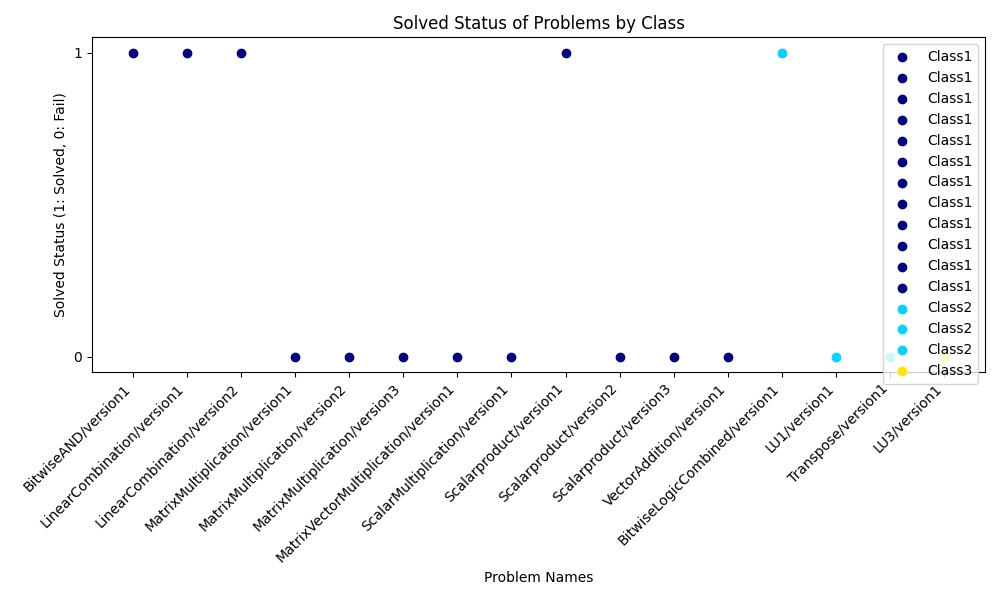 Solved Status of Problems by Class
Solved Status (1: Solved, 0: Fail)
1
0
Class1
Class1
Class1
Class1
Class1
Class1
Class1
Class1
Class1
Class1
Class1
Class1
Class2
Class2
Class2
Class3
BitwiseAND/version1
LinearCombination/version1
LinearCombination/version2
MatrixMultiplication/version1
MatrixMultiplication/version2
MatrixMultiplication/version3
MatrixVectorMultiplication/version1
ScalarMultiplication/version1
Scalarproduct/version1
Scalarproduct/version2
Scalarproduct/version3
VectorAddition/version1
BitwiseLogicCombined/version1
LU1/version1
Transpose/version1
LU3/version1
Problem Names